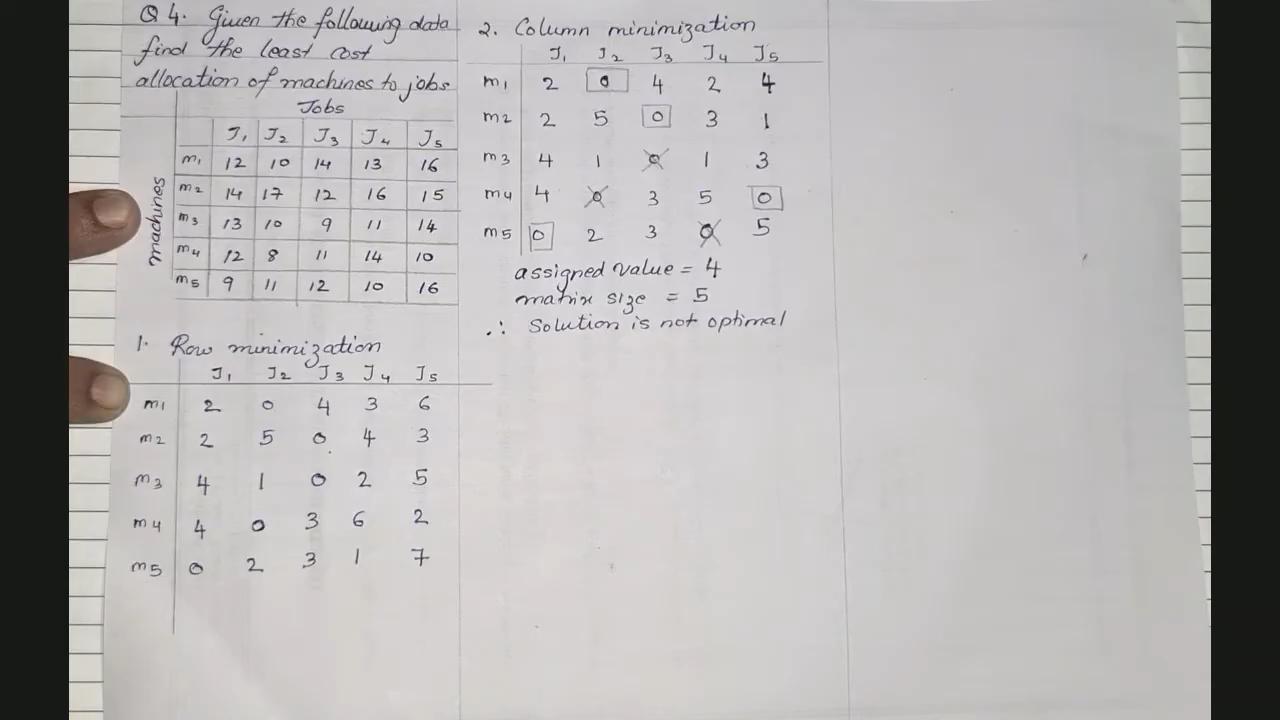 Q 4. Given the following data
find the least cost
allocation of machines to jobs
Jobs
J1 J2 J3 J4 J5
machines
m1 12 10 14 13 16
m2 14 17 12 16 15
m3 13 10 9 11 14
m4 12 8 11 14 10
m5 9 11 12 10 16
1. Row minimization
J1 J2 J3 J4 J5
m1 2 0 4 3 6
m2 2 5 0 4 3
m3 4 1 0 2 5
m4 4 0 3 6 2
m5 0 2 3 1 7
2. Column minimization
J1 J2 J3 J4 J5
m1 2 0 4 2 4
m2 2 5 0 3 1
m3 4 1 0 1 3
m4 4 0 3 5 0
m5 0 2 3 0 5
assigned value = 4
matrix size = 5
∴ Solution is not optimal